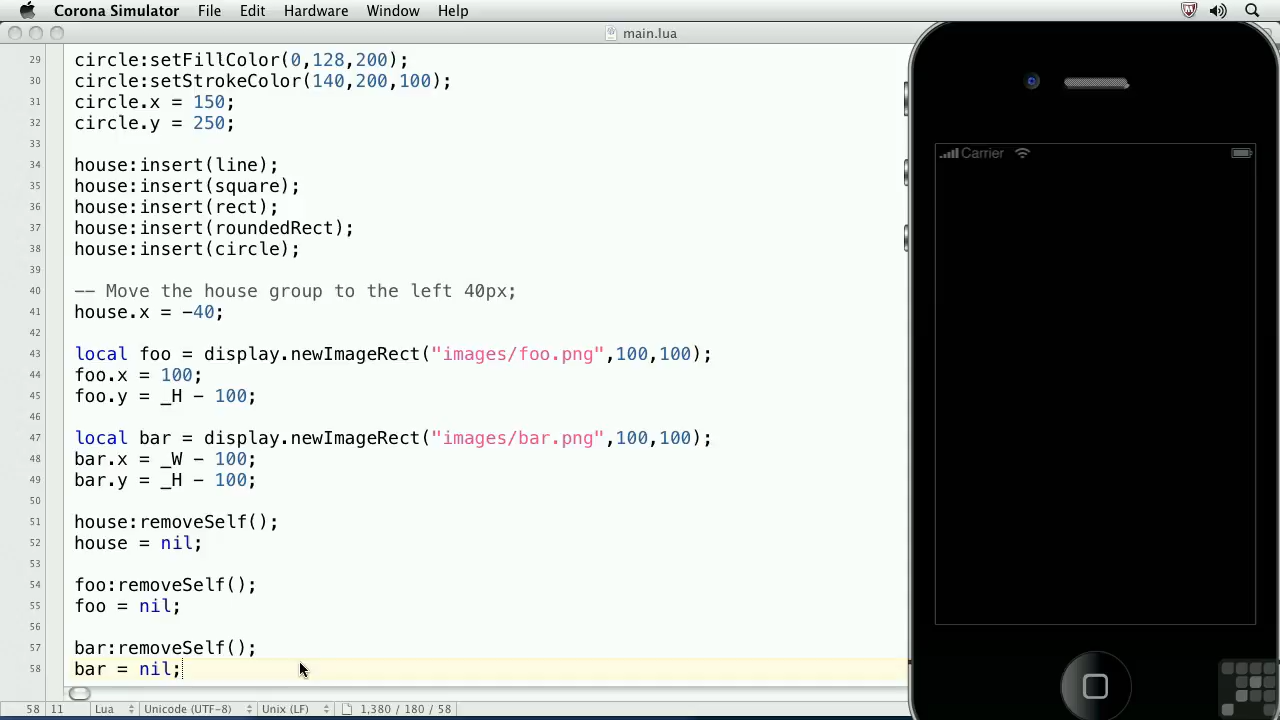 Corona Simulator File Edit Hardware Window Help
main.lua
29 circle:setFillColor(0,128,200);
30 circle:setStrokeColor(140,200,100);
31 circle.x = 150;
32 circle.y = 250;
33
34 house:insert(line);
35 house:insert(square);
36 house:insert(rect);
37 house:insert(roundedRect);
38 house:insert(circle);
39
40 -- Move the house group to the left 40px;
41 house.x = -40;
42
43 local foo = display.newImageRect("images/foo.png",100,100);
44 foo.x = 100;
45 foo.y = _H - 100;
46
47 local bar = display.newImageRect("images/bar.png",100,100);
48 bar.x = _W - 100;
49 bar.y = _H - 100;
50
51 house:removeSelf();
52 house = nil;
53
54 foo:removeSelf();
55 foo = nil;
56
57 bar:removeSelf();
58 bar = nil;
58 11 Lua Unicode (UTF-8) Unix (LF) 1,380 / 180 / 58
Carrier